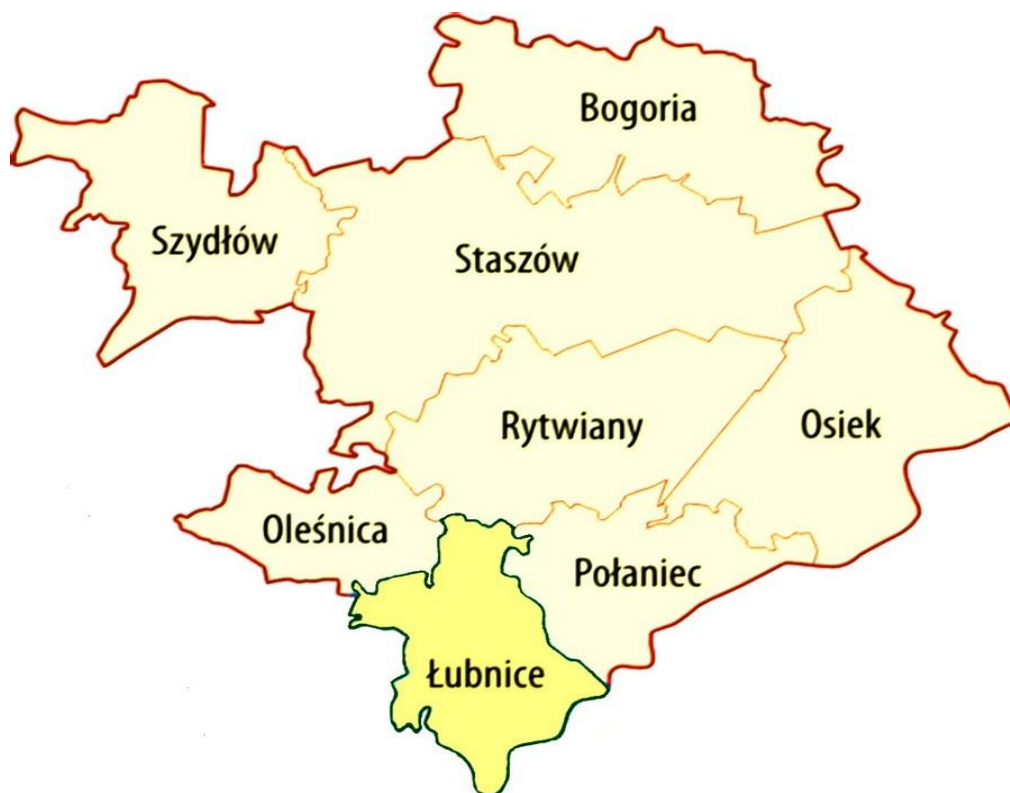 Bogoria
Szydłów
Staszów
Rytwiany
Osiek
Oleśnica
Połaniec
Łubnice